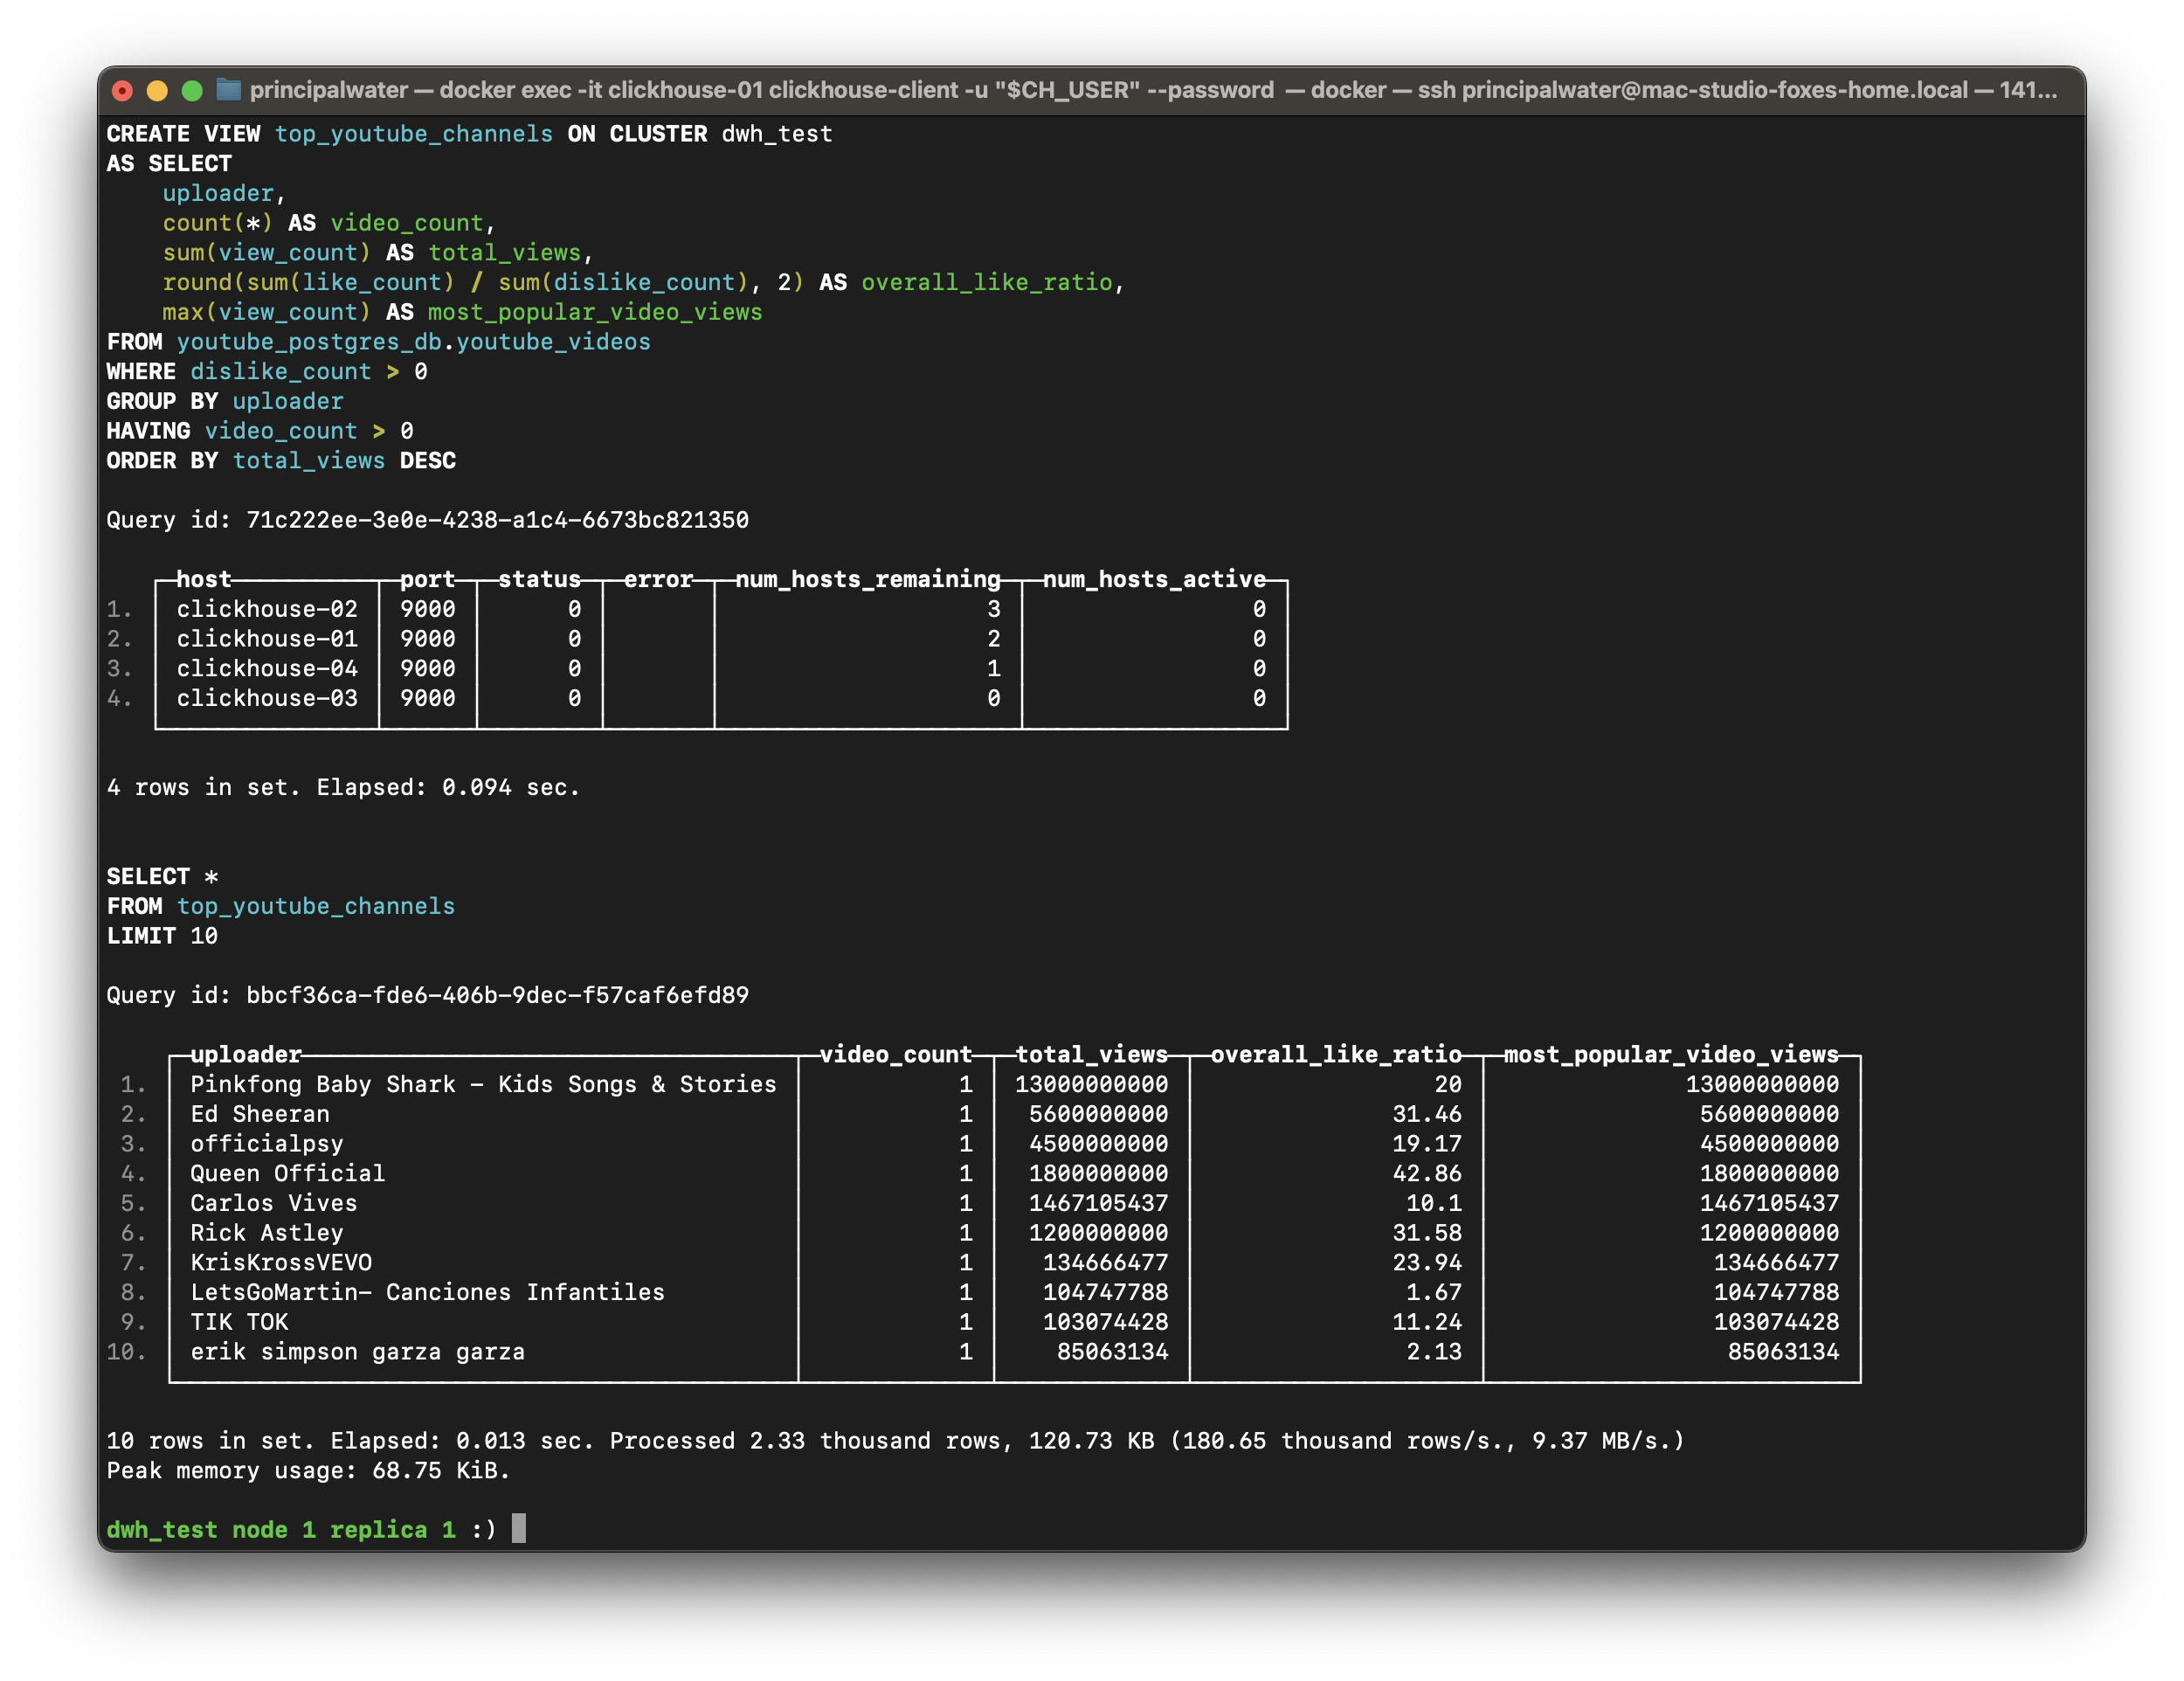 principalwater — docker exec -it clickhouse-01 clickhouse-client -u "$CH_USER" --password — docker — ssh principalwater@mac-studio-foxes-home.local — 141...
CREATE VIEW top_youtube_channels ON CLUSTER dwh_test
AS SELECT
    uploader,
    count(*) AS video_count,
    sum(view_count) AS total_views,
    round(sum(like_count) / sum(dislike_count), 2) AS overall_like_ratio,
    max(view_count) AS most_popular_video_views
FROM youtube_postgres_db.youtube_videos
WHERE dislike_count > 0
GROUP BY uploader
HAVING video_count > 0
ORDER BY total_views DESC
Query id: 71c222ee-3e0e-4238-a1c4-6673bc821350
host port status error num_hosts_remaining num_hosts_active
1. clickhouse-02 9000 0 3 0
2. clickhouse-01 9000 0 2 0
3. clickhouse-04 9000 0 1 0
4. clickhouse-03 9000 0 0 0
4 rows in set. Elapsed: 0.094 sec.
SELECT *
FROM top_youtube_channels
LIMIT 10
Query id: bbcf36ca-fde6-406b-9dec-f57caf6efd89
uploader video_count total_views overall_like_ratio most_popular_video_views
1. Pinkfong Baby Shark - Kids Songs & Stories 1 13000000000 20 13000000000
2. Ed Sheeran 1 5600000000 31.46 5600000000
3. officialpsy 1 4500000000 19.17 4500000000
4. Queen Official 1 1800000000 42.86 1800000000
5. Carlos Vives 1 1467105437 10.1 1467105437
6. Rick Astley 1 1200000000 31.58 1200000000
7. KrisKrossVEVO 1 134666477 23.94 134666477
8. LetsGoMartin- Canciones Infantiles 1 104747788 1.67 104747788
9. TIK TOK 1 103074428 11.24 103074428
10. erik simpson garza garza 1 85063134 2.13 85063134
10 rows in set. Elapsed: 0.013 sec. Processed 2.33 thousand rows, 120.73 KB (180.65 thousand rows/s., 9.37 MB/s.)
Peak memory usage: 68.75 KiB.
dwh_test node 1 replica 1 :)